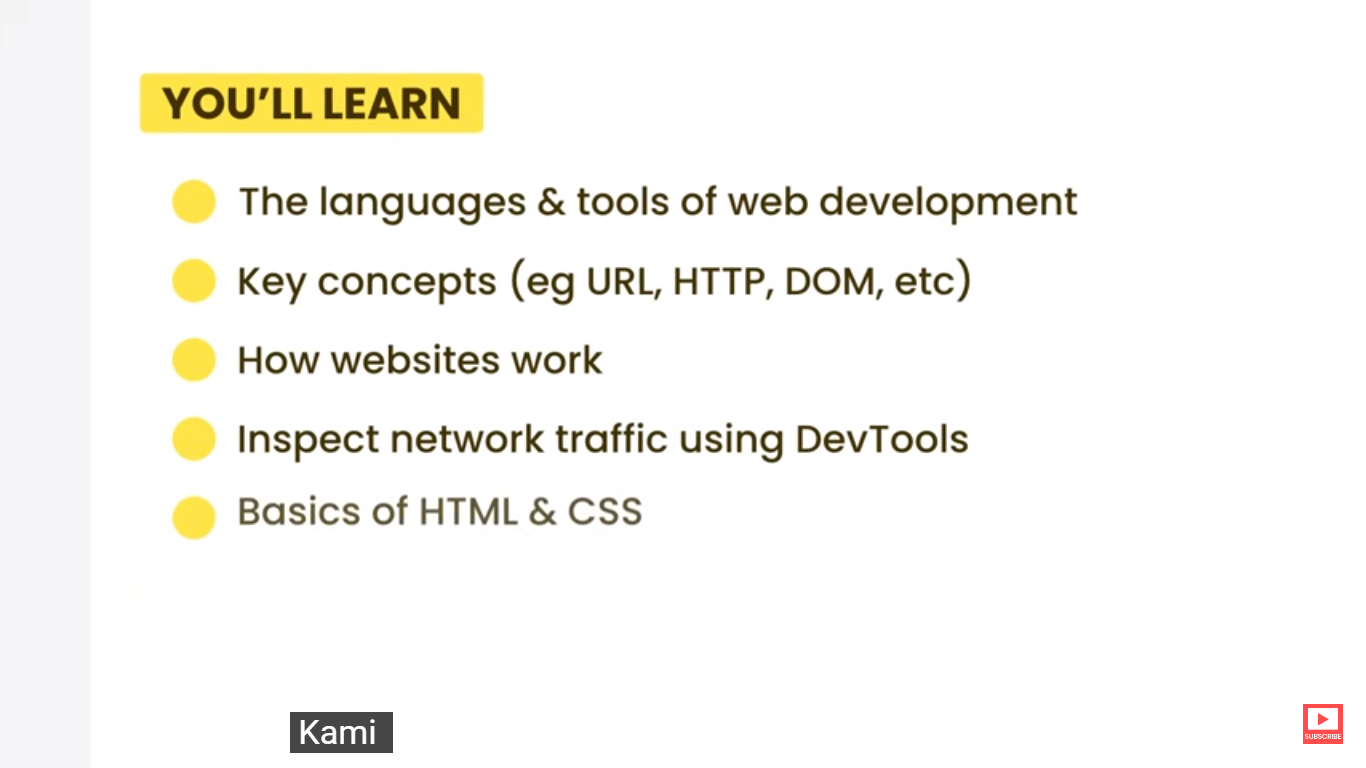 YOU’LL LEARN
The languages & tools of web development
Key concepts (eg URL, HTTP, DOM, etc)
How websites work
Inspect network traffic using DevTools
Basics of HTML & CSS
Kami
SUBSCRIBE